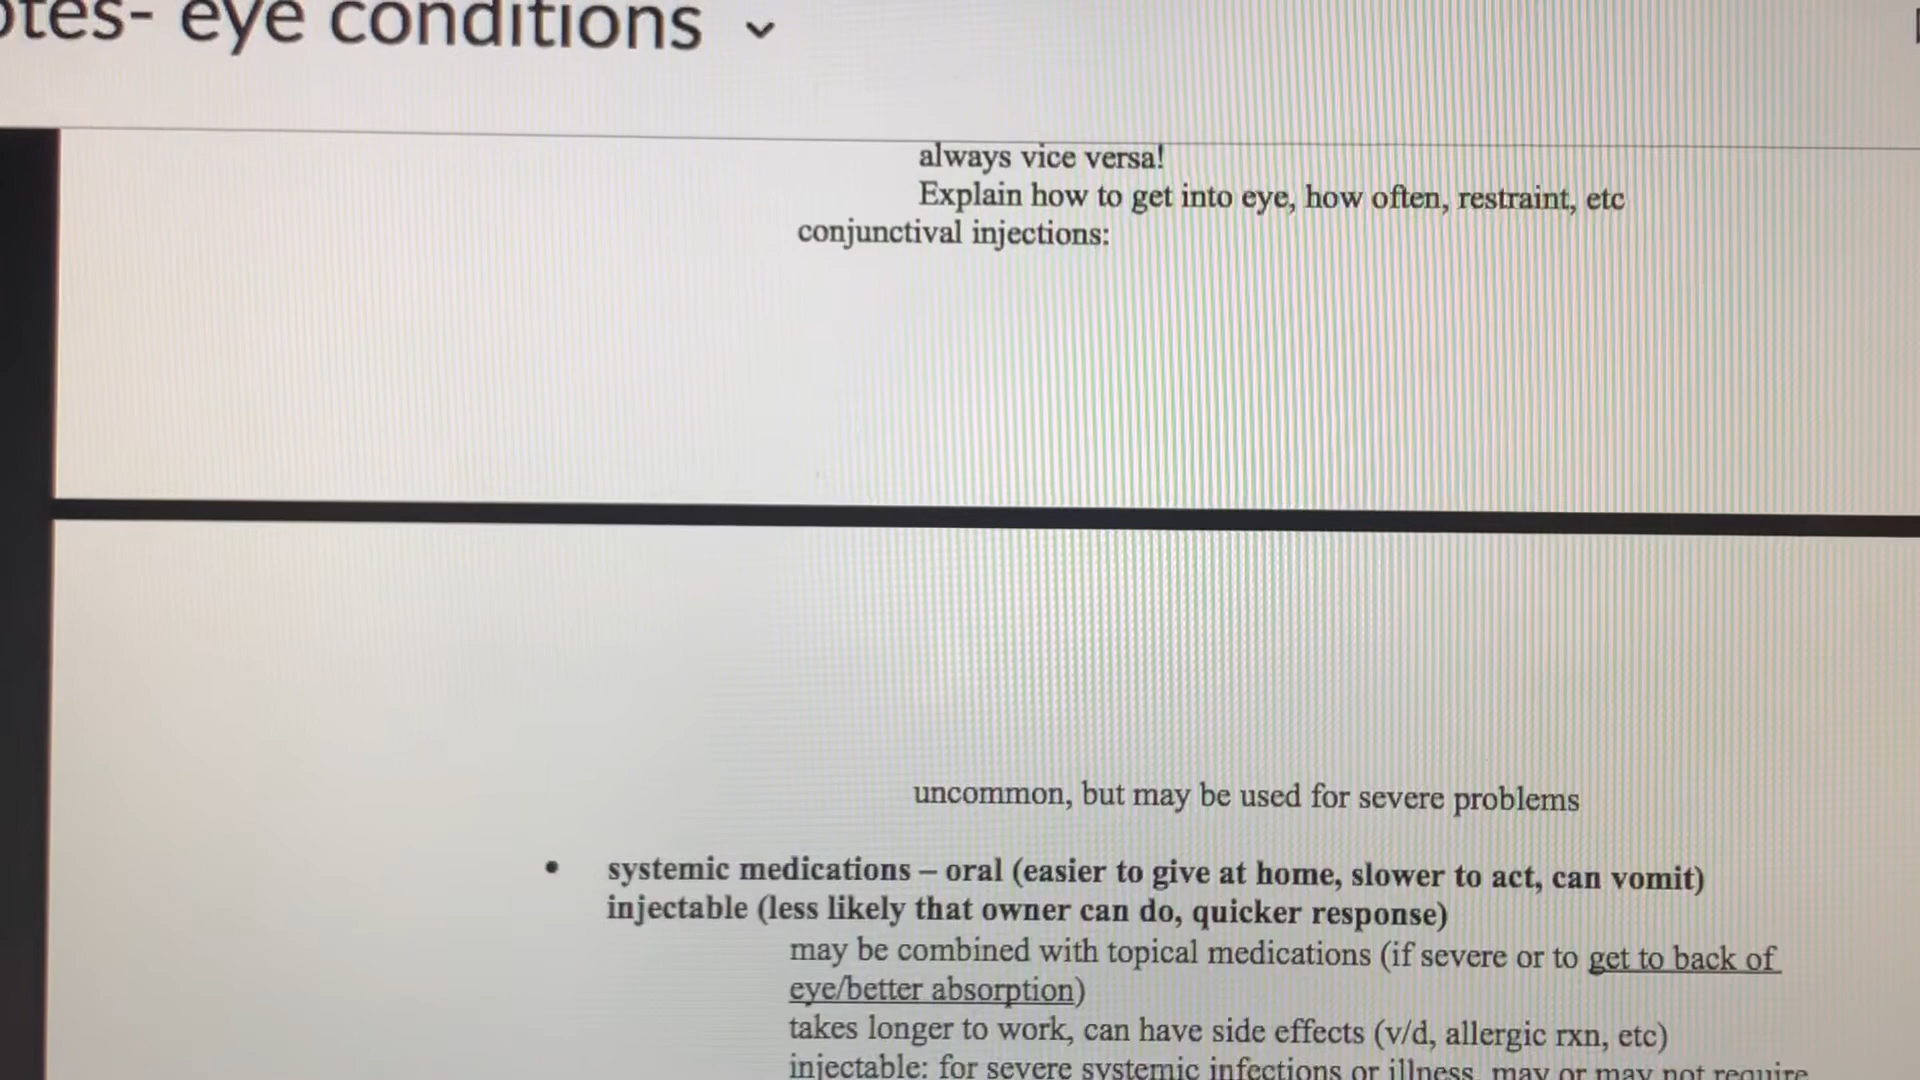 eye conditions
always vice versa!
Explain how to get into eye, how often, restraint, etc
conjunctival injections:
uncommon, but may be used for severe problems
• systemic medications – oral (easier to give at home, slower to act, can vomit)
injectable (less likely that owner can do, quicker response)
may be combined with topical medications (if severe or to get to back of
eye/better absorption)
takes longer to work, can have side effects (v/d, allergic rxn, etc)
injectable: for severe systemic infections or illness, may or may not require